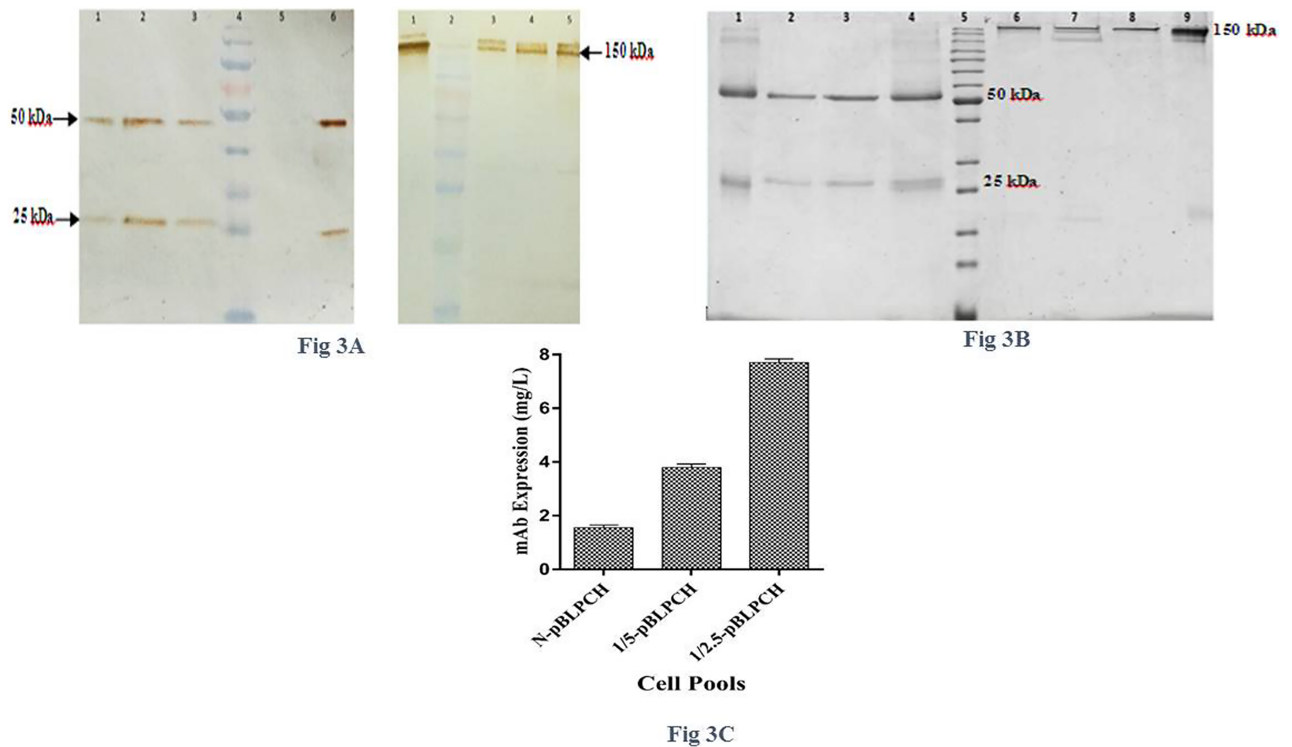 1 2 3 4 5 6
50 kDa
25 kDa
1 2 3 4 5
150 kDa
Fig 3A
1 2 3 4 5 6 7 8 9
150 kDa
50 kDa
25 kDa
Fig 3B
mAb Expression (mg/L)
8
6
4
2
0
N-pBLPCH
1/5-pBLPCH
1/2.5-pBLPCH
Cell Pools
Fig 3C